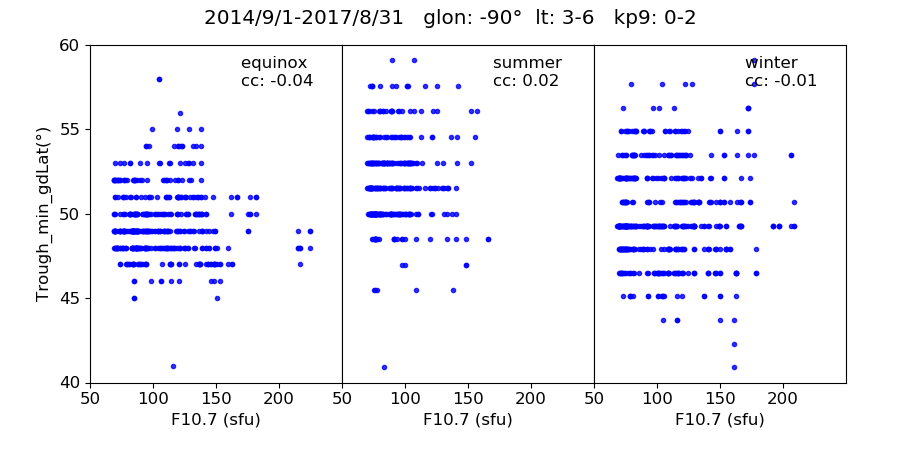 2014/9/1-2017/8/31 glon: -90° lt: 3-6 kp9: 0-2
Trough_min_gdLat(°)
60
55
50
45
40
equinox
cc: -0.04
summer
cc: 0.02
winter
cc: -0.01
50 100 150 200 50 100 150 200 50 100 150 200
F10.7 (sfu) F10.7 (sfu) F10.7 (sfu)